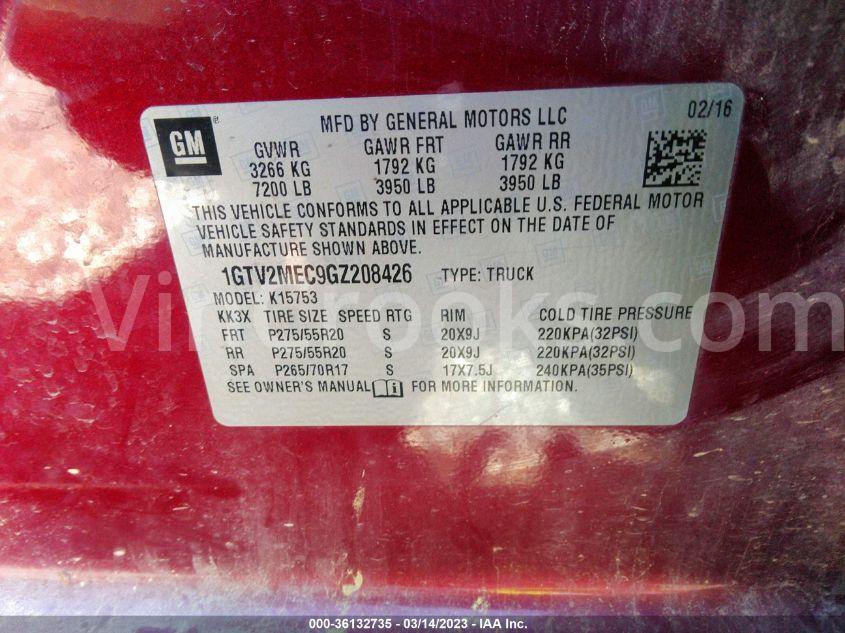 MFD BY GENERAL MOTORS LLC 02/16
GM
GVWR GAWR FRT GAWR RR
3266 KG 1792 KG 1792 KG
7200 LB 3950 LB 3950 LB
THIS VEHICLE CONFORMS TO ALL APPLICABLE U.S. FEDERAL MOTOR
VEHICLE SAFETY STANDARDS IN EFFECT ON THE DATE OF
MANUFACTURE SHOWN ABOVE.
1GTV2MEC9GZ208426 TYPE: TRUCK
MODEL: K15753
KK3X TIRE SIZE SPEED RTG RIM COLD TIRE PRESSURE
FRT P275/55R20 S 20X9J 220KPA(32PSI)
RR P275/55R20 S 20X9J 220KPA(32PSI)
SPA P265/70R17 S 17X7.5J 240KPA(35PSI)
SEE OWNER'S MANUAL FOR MORE INFORMATION.
000-36132735 - 03/14/2023 - IAA Inc.